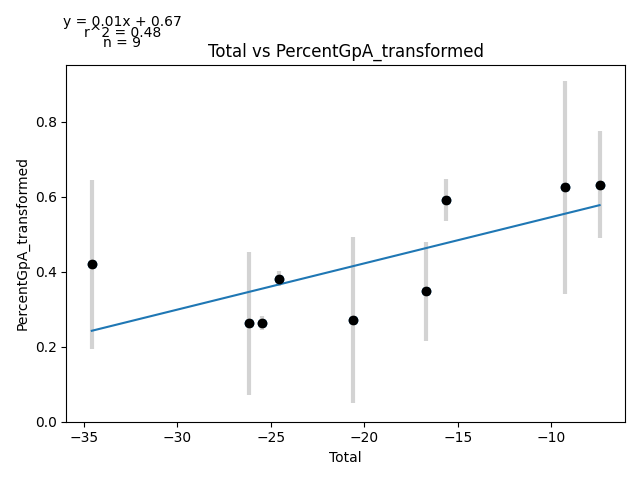 y = 0.01x + 0.67
r^2 = 0.48
n = 9
Total vs PercentGpA_transformed
PercentGpA_transformed
0.8
0.6
0.4
0.2
0.0
−35
−30
−25
−20
−15
−10
Total